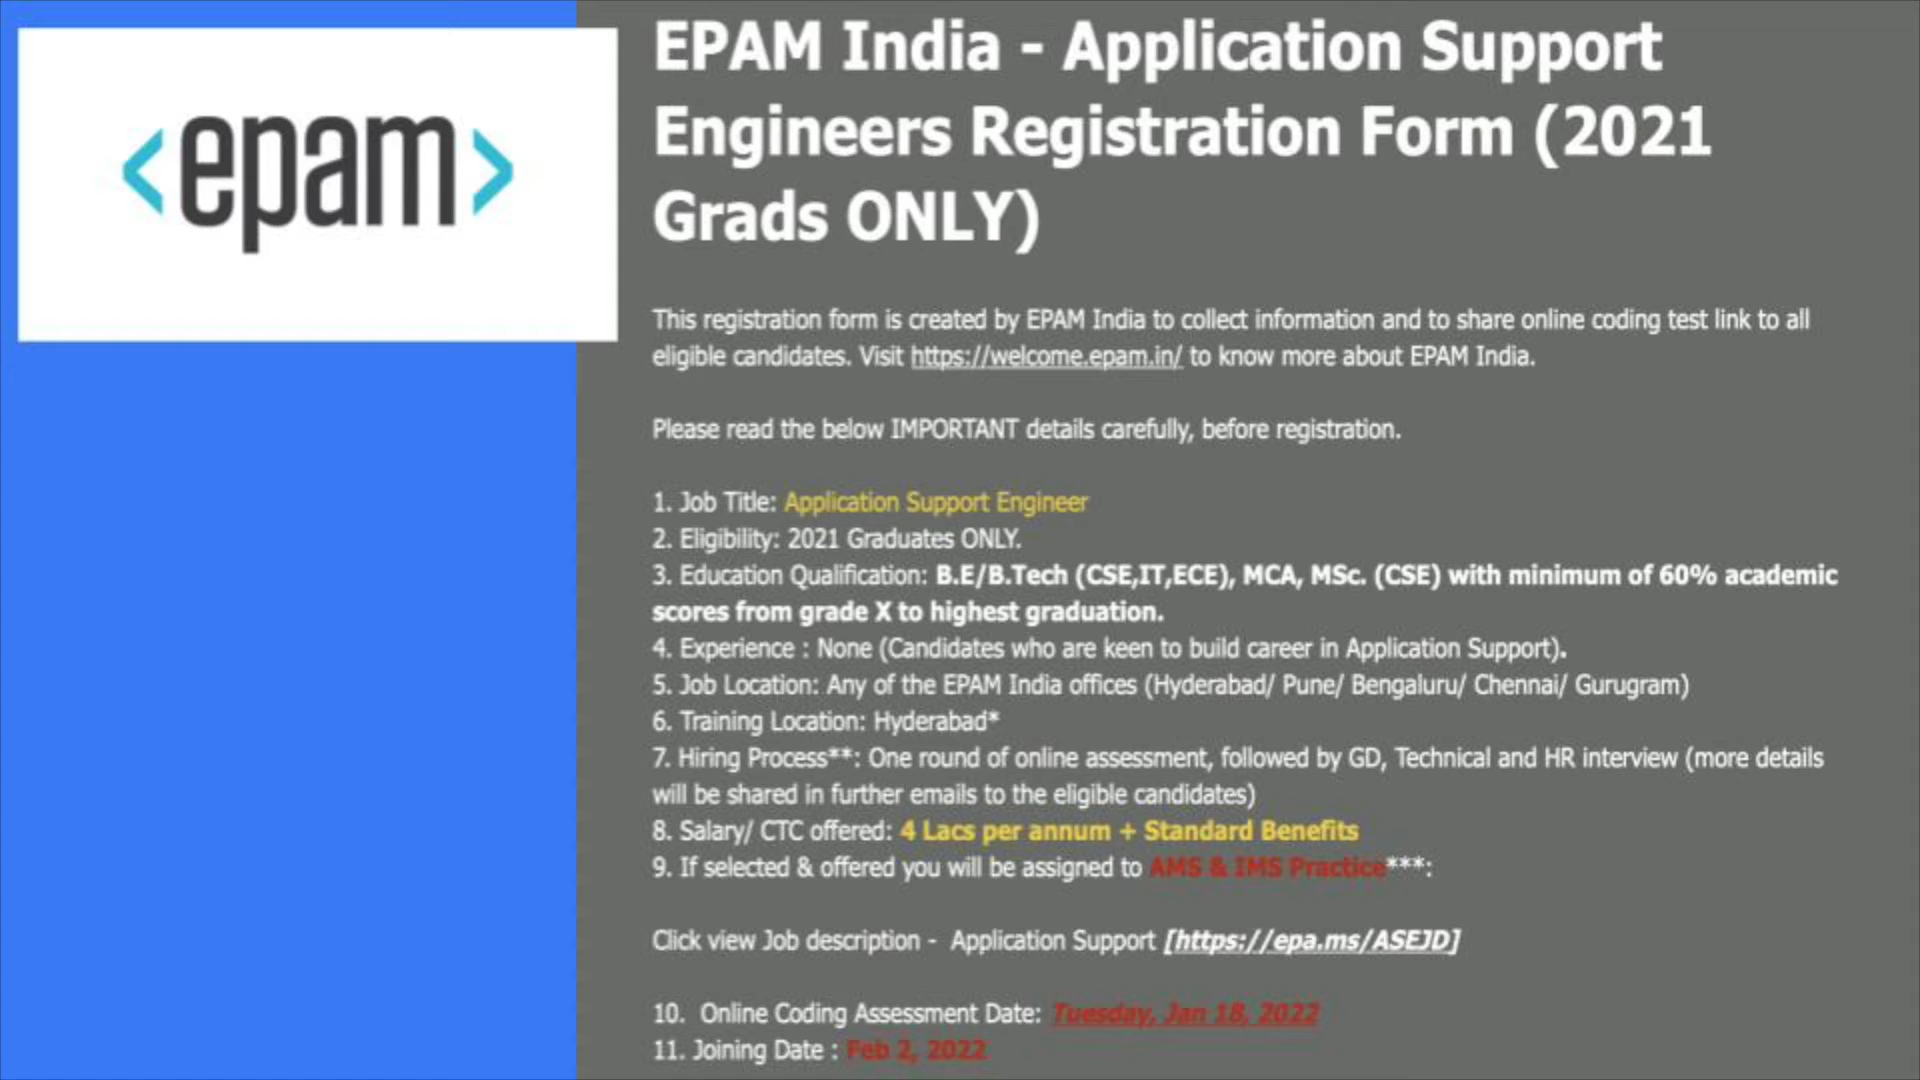 <epam>
EPAM India - Application Support
Engineers Registration Form (2021
Grads ONLY)
This registration form is created by EPAM India to collect information and to share online coding test link to all
eligible candidates. Visit https://welcome.epam.in/ to know more about EPAM India.
Please read the below IMPORTANT details carefully, before registration.
1. Job Title: Application Support Engineer
2. Eligibility: 2021 Graduates ONLY.
3. Education Qualification: B.E/B.Tech (CSE,IT,ECE), MCA, MSc. (CSE) with minimum of 60% academic
scores from grade X to highest graduation.
4. Experience : None (Candidates who are keen to build career in Application Support).
5. Job Location: Any of the EPAM India offices (Hyderabad/ Pune/ Bengaluru/ Chennai/ Gurugram)
6. Training Location: Hyderabad*
7. Hiring Process**: One round of online assessment, followed by GD, Technical and HR interview (more details
will be shared in further emails to the eligible candidates)
8. Salary/ CTC offered: 4 Lacs per annum + Standard Benefits
9. If selected & offered you will be assigned to AMS & IMS Practice***:
Click view Job description - Application Support [https://epa.ms/ASEJD]
10. Online Coding Assessment Date: Tuesday, Jan 18, 2022
11. Joining Date : Feb 2, 2022